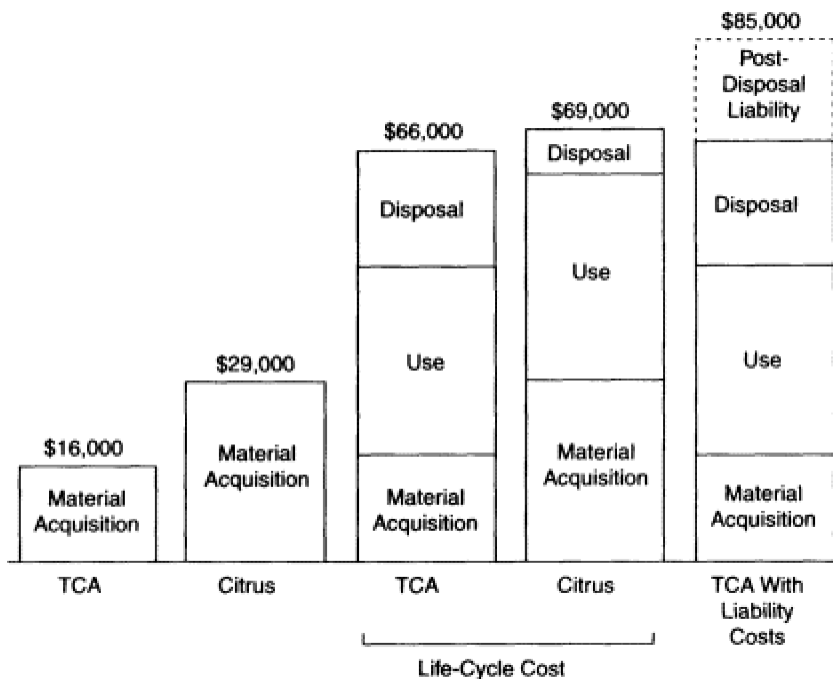 $85,000
Post-
Disposal
Liability
$66,000
$69,000
Disposal
Disposal
Disposal
Use
Use
Use
$29,000
$16,000
Material
Acquisition
Material
Acquisition
Material
Acquisition
Material
Acquisition
Material
Acquisition
TCA
Citrus
TCA
Citrus
TCA With
Liability
Costs
Life-Cycle Cost